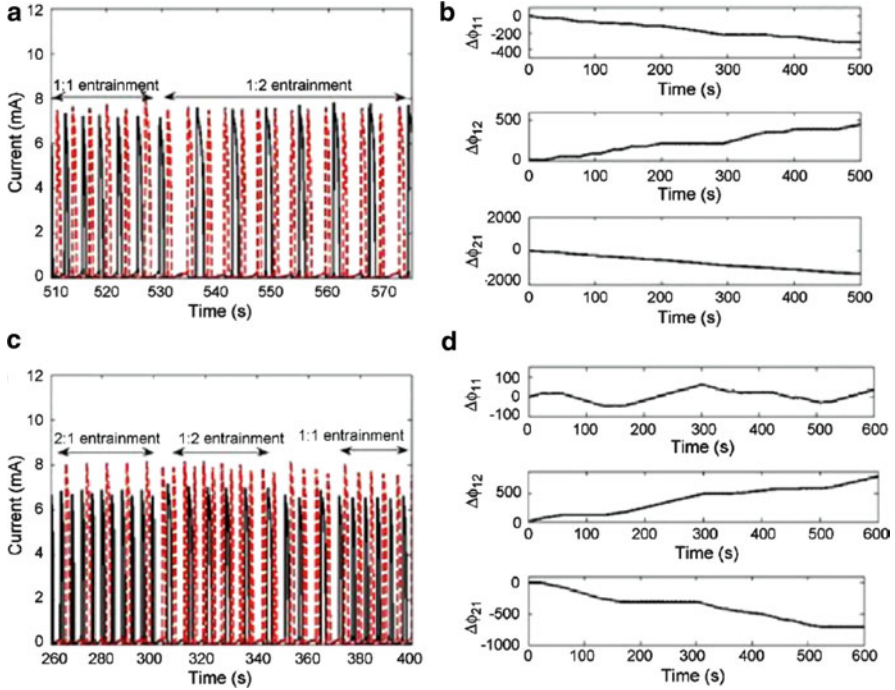 a
12
10
8
6
4
2
0
Current (mA)
1:1 entrainment
1:2 entrainment
510 520 530 540 550 560 570
Time (s)
b
Δϕ11
0
-200
-400
0 100 200 300 400 500
Time (s)
Δϕ12
500
0
0 100 200 300 400 500
Time (s)
Δϕ21
2000
0
-2000
0 100 200 300 400 500
Time (s)
c
12
10
8
6
4
2
0
Current (mA)
2:1 entrainment
1:2 entrainment
1:1 entrainment
260 280 300 320 340 360 380 400
Time (s)
d
Δϕ11
100
0
-100
0 100 200 300 400 500 600
Time (s)
Δϕ12
500
0
0 100 200 300 400 500 600
Time (s)
Δϕ21
0
-500
-1000
0 100 200 300 400 500 600
Time (s)